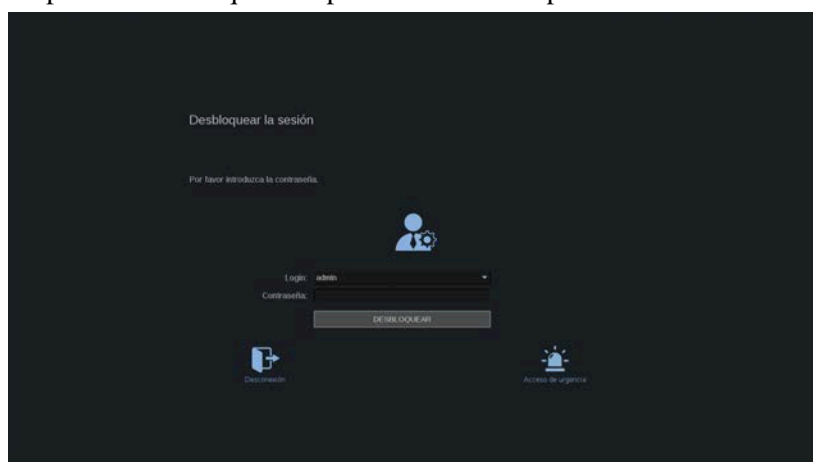 Desbloquear la sesión
Por favor introduzca la contraseña.
Login: admin
Contraseña:
DESBLOQUEAR
Desconexión
Acceso de urgencia